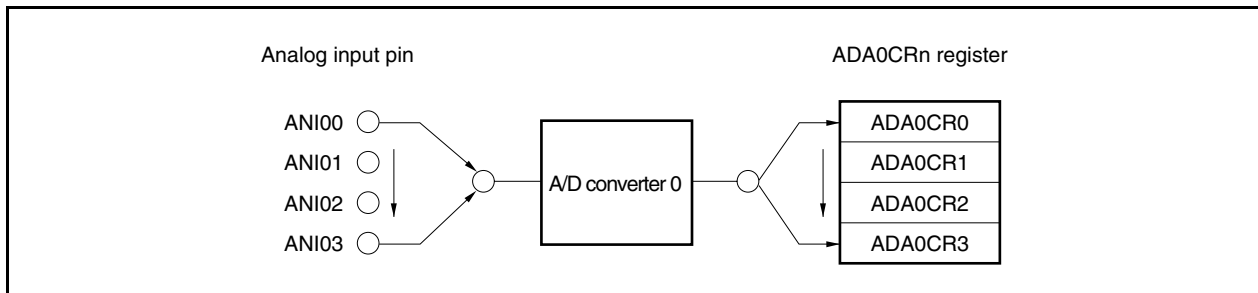 Analog input pin
ADA0CRn register
ANI00
ANI01
ANI02
ANI03
A/D converter 0
ADA0CR0
ADA0CR1
ADA0CR2
ADA0CR3